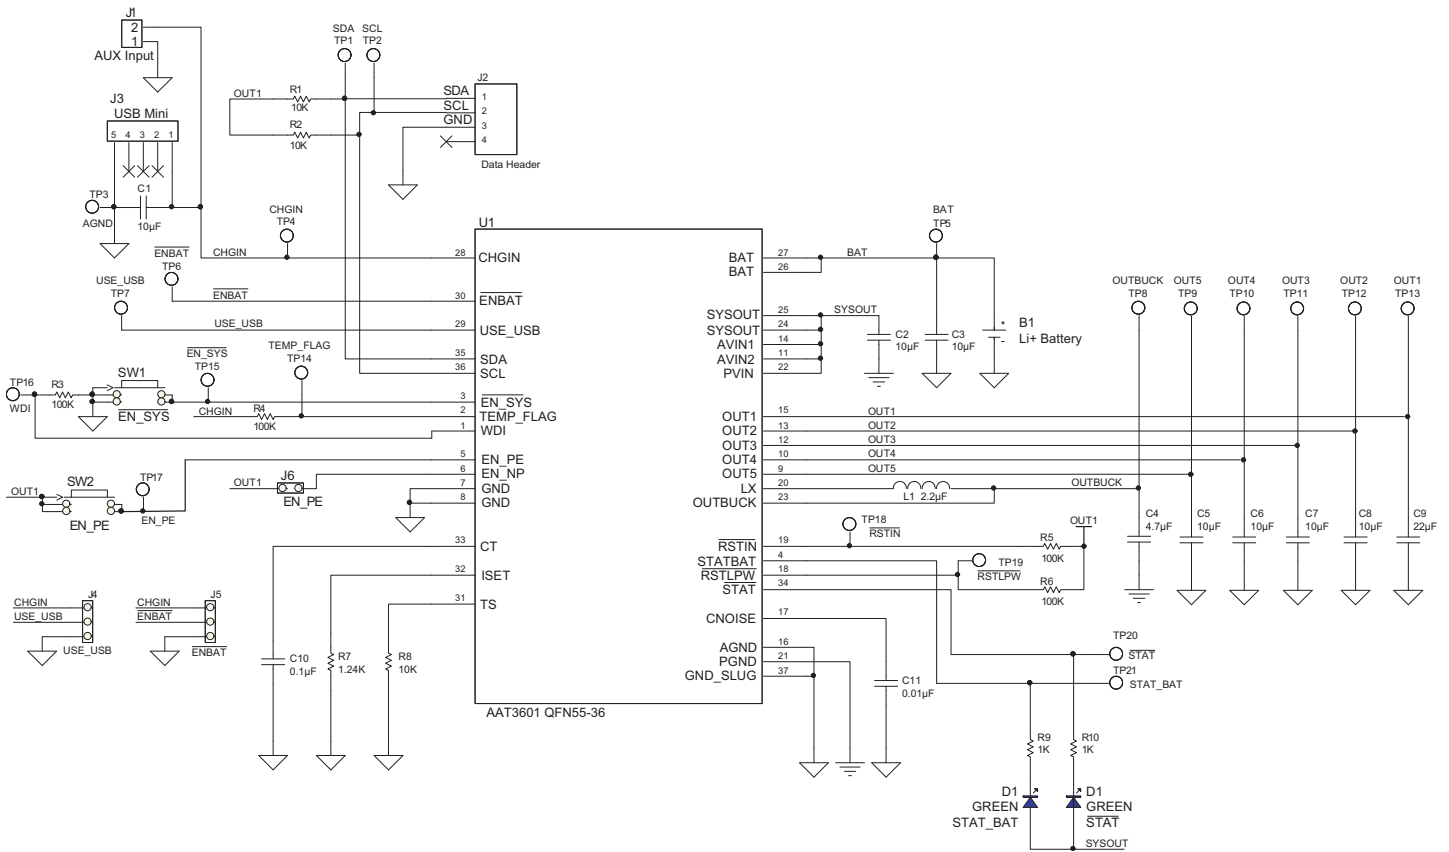 J1
2
1
AUX Input
J3
USB Mini
5 4 3 2 1
TP3
AGND
C1
10µF
SDA
TP1
SCL
TP2
OUT1
R1
10K
R2
10K
J2
SDA
SCL
GND
1
2
3
4
Data Header
CHGIN
TP4
ENBAT
TP6
USE_USB
TP7
CHGIN
ENBAT
USE_USB
EN_SYS
TP15
TEMP_FLAG
TP14
TP16
WDI
R3
100K
SW1
EN_SYS
CHGIN
R4
100K
SW2
OUT1
EN_PE
TP17
EN_PE
OUT1
J6
EN_PE
U1
28 CHGIN
30 ENBAT
29 USE_USB
35 SDA
36 SCL
3 EN_SYS
2 TEMP_FLAG
1 WDI
5 EN_PE
6 EN_NP
7 GND
8 GND
33 CT
32 ISET
31 TS
BAT 27
BAT 26
SYSOUT 25
SYSOUT 24
AVIN1 14
AVIN2 11
PVIN 22
OUT1 15
OUT2 13
OUT3 12
OUT4 10
OUT5 9
LX 20
OUTBUCK 23
RSTIN 19
STATBAT 4
RSTLPW 18
STAT 34
CNOISE 17
AGND 16
PGND 21
GND_SLUG 37
AAT3601 QFN55-36
BAT
TP5
BAT
SYSOUT
C2
10µF
C3
10µF
+
-
B1
Li+ Battery
OUTBUCK
TP8
OUT5
TP9
OUT4
TP10
OUT3
TP11
OUT2
TP12
OUT1
TP13
OUT1
OUT2
OUT3
OUT4
OUT5
L1 2.2µF
OUTBUCK
C4
4.7µF
C5
10µF
C6
10µF
C7
10µF
C8
10µF
C9
22µF
TP18
RSTIN
OUT1
R5
100K
TP19
RSTLPW
R6
100K
CHGIN
USE_USB
J4
USE_USB
CHGIN
ENBAT
J5
ENBAT
C10
0.1µF
R7
1.24K
R8
10K
C11
0.01µF
TP20
STAT
TP21
STAT_BAT
R9
1K
R10
1K
D1
GREEN
STAT_BAT
D1
GREEN
STAT
SYSOUT